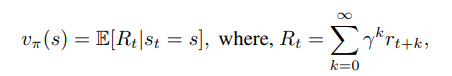 v_π(s) = 𝔼[R_t|s_t = s], where, R_t = ∑_{k=0}^{∞} γ^k r_{t+k},